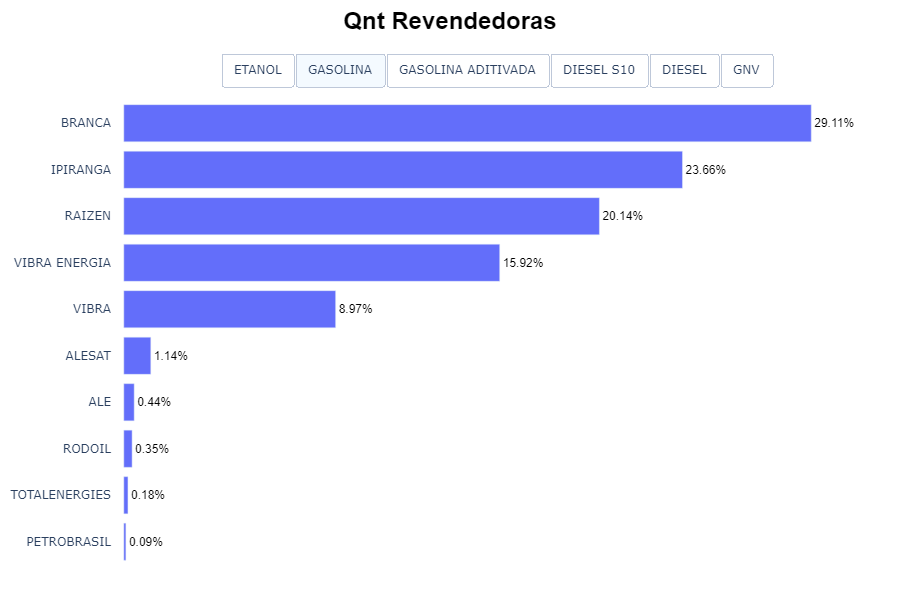 Qnt Revendedoras
ETANOL GASOLINA GASOLINA ADITIVADA DIESEL S10 DIESEL GNV
BRANCA 29.11%
IPIRANGA 23.66%
RAIZEN 20.14%
VIBRA ENERGIA 15.92%
VIBRA 8.97%
ALESAT 1.14%
ALE 0.44%
RODOIL 0.35%
TOTALENERGIES 0.18%
PETROBRASIL 0.09%